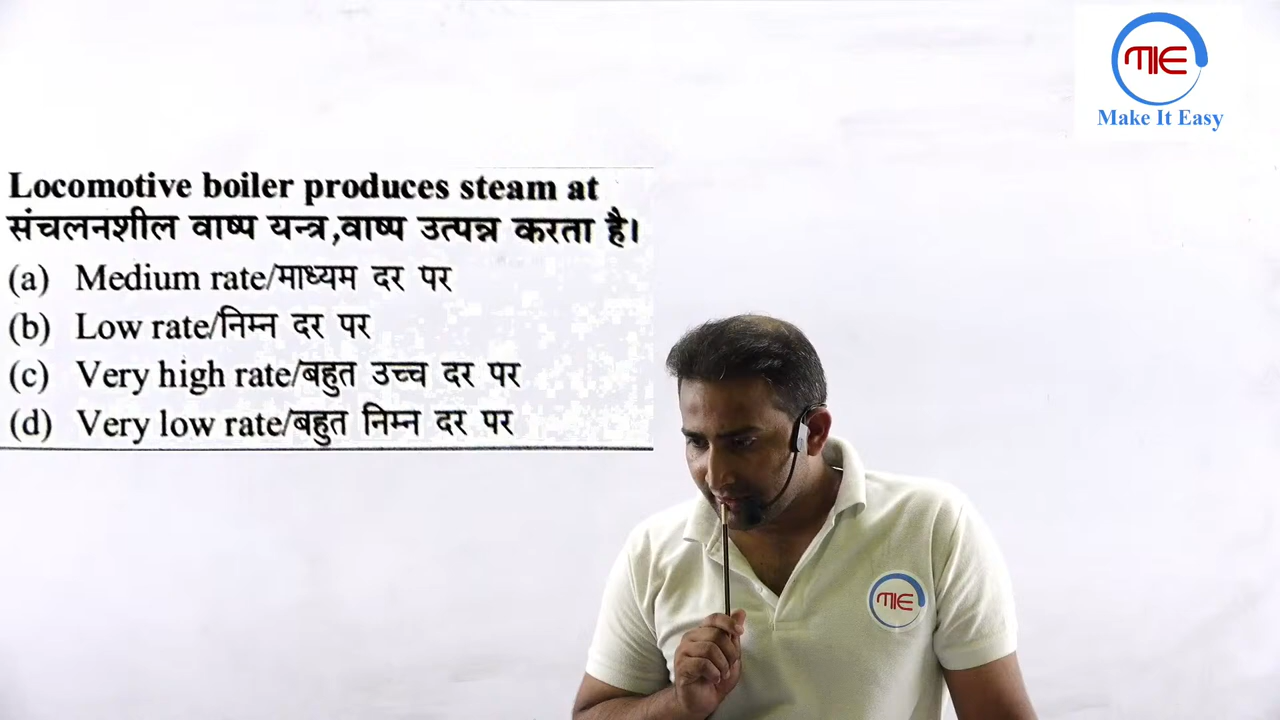 MIE
Make It Easy
Locomotive boiler produces steam at
संचलनशील वाष्प यन्त्र,वाष्प उत्पन्न करता है।
(a) Medium rate/माध्यम दर पर
(b) Low rate/निम्न दर पर
(c) Very high rate/बहुत उच्च दर पर
(d) Very low rate/बहुत निम्न दर पर
MIE